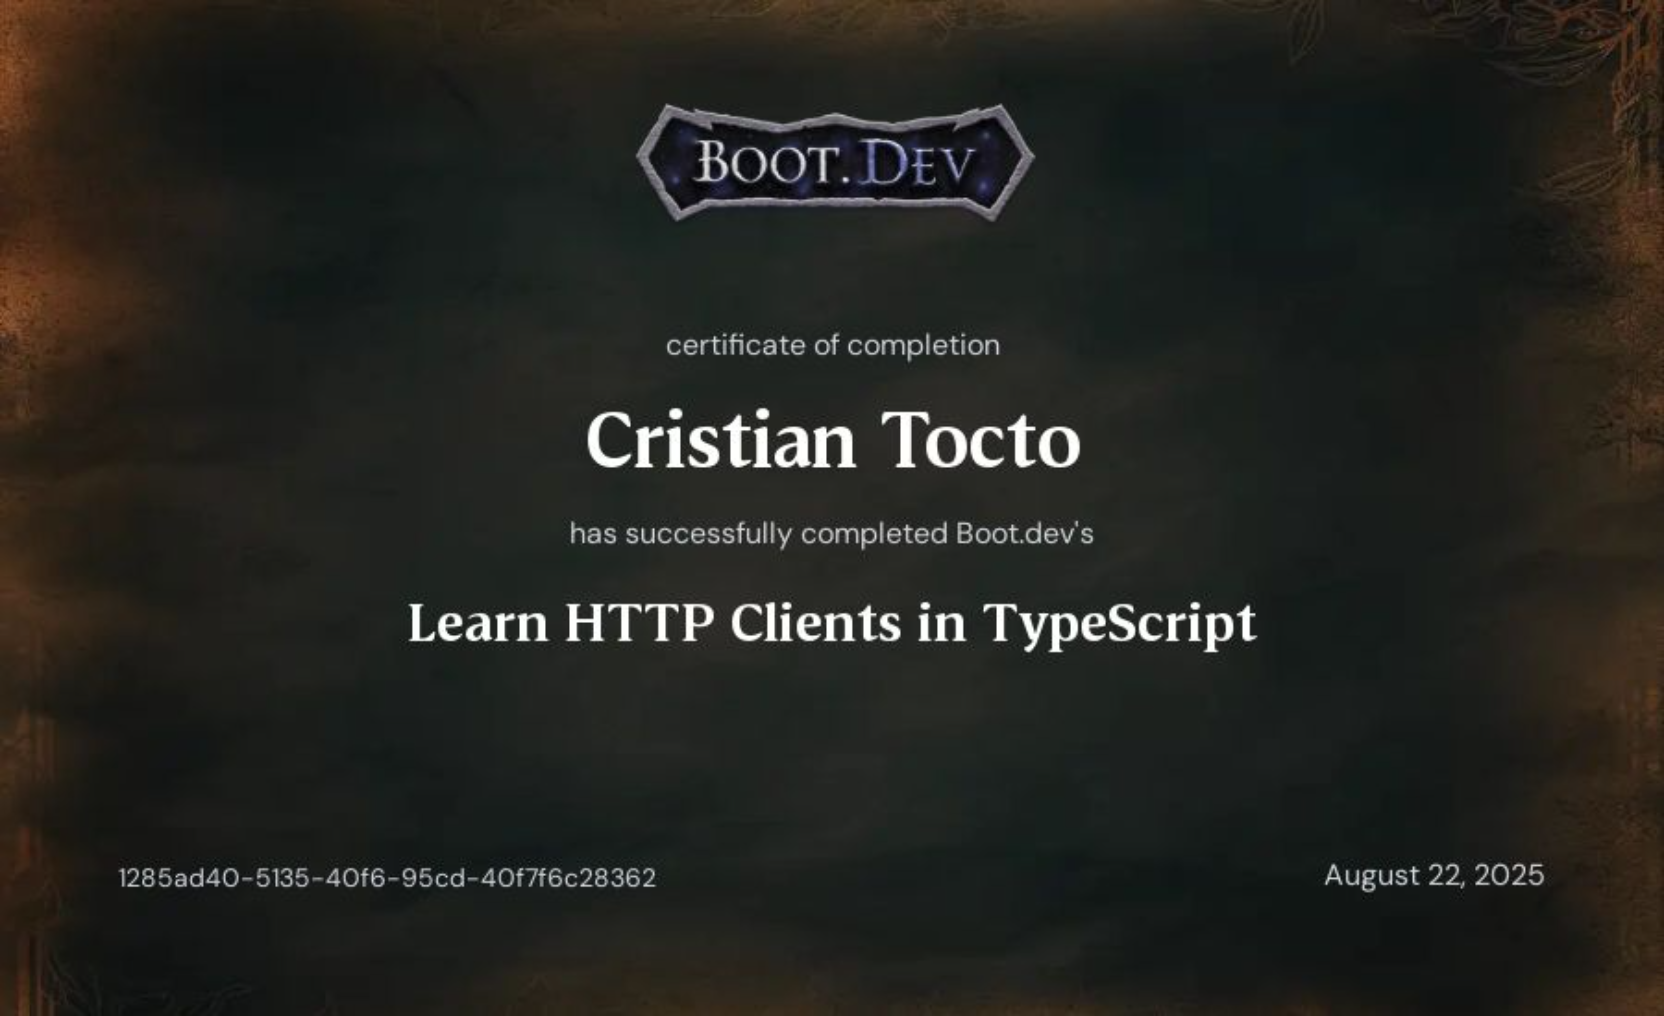 BOOT.DEV
certificate of completion
Cristian Tocto
has successfully completed Boot.dev's
Learn HTTP Clients in TypeScript
1285ad40-5135-40f6-95cd-40f7f6c28362
August 22, 2025